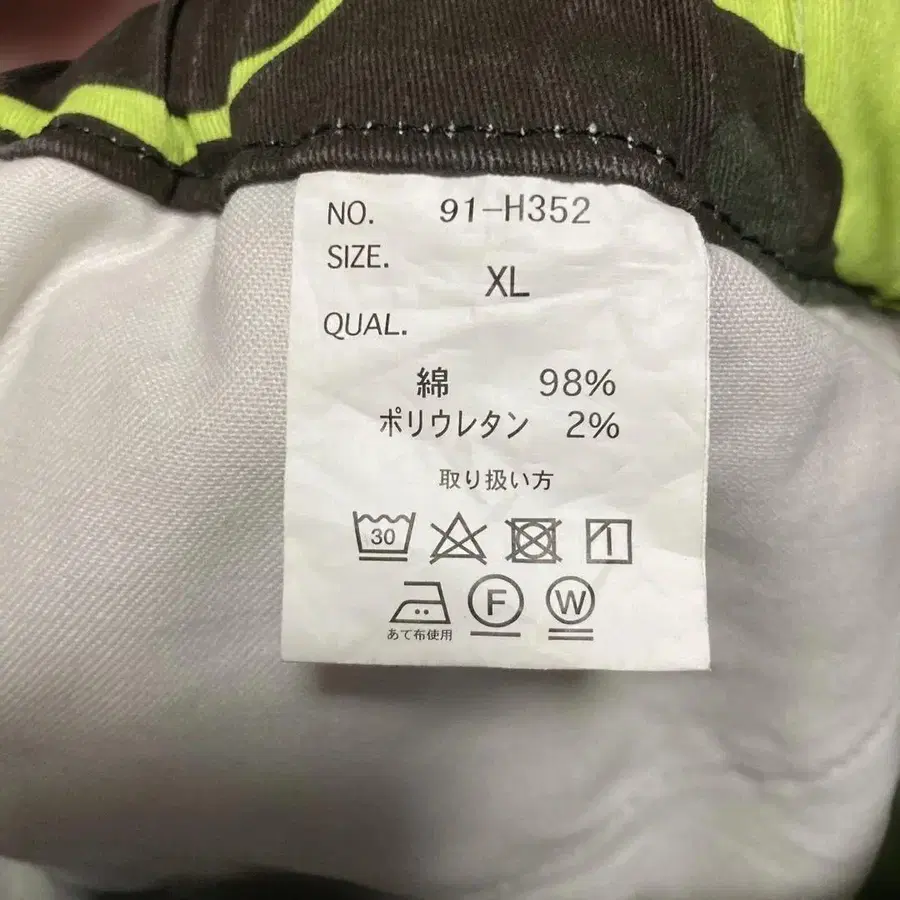 NO. 91-H352
SIZE.
XL
QUAL.
綿 98%
ポリウレタン 2%
取り扱い方
30
あて布使用 F W